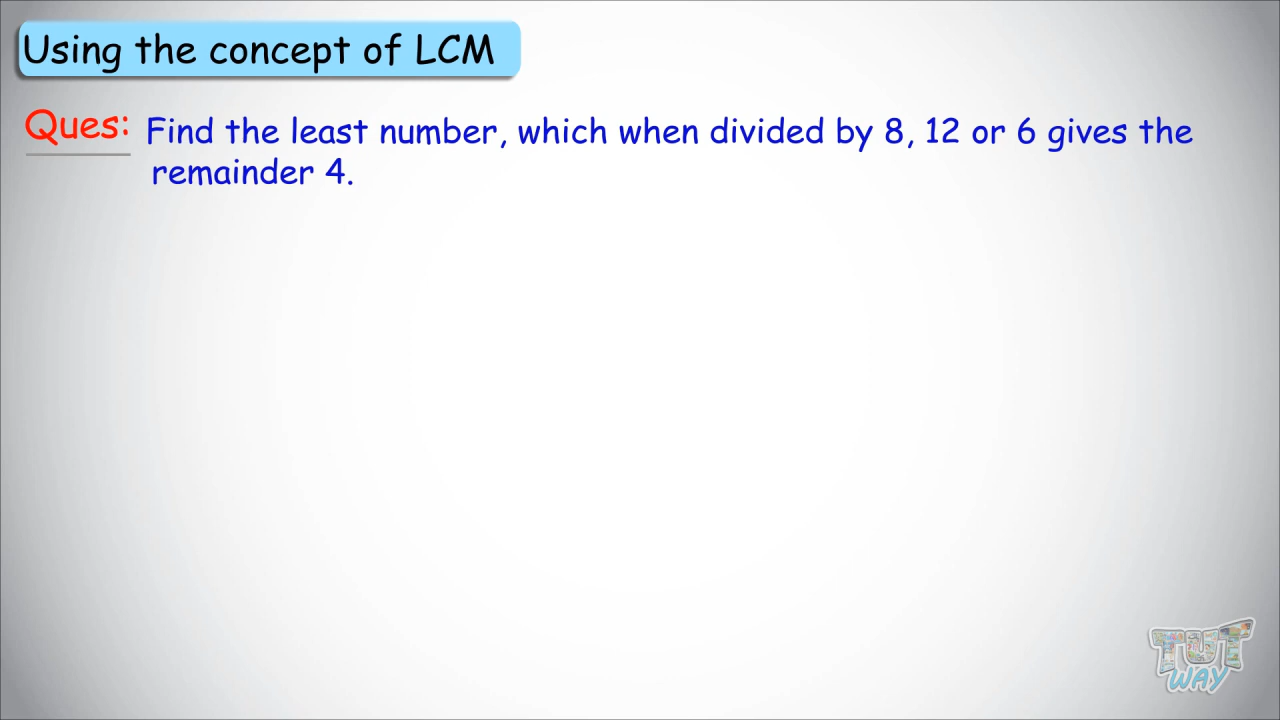 Using the concept of LCM
Ques: Find the least number, which when divided by 8, 12 or 6 gives the
remainder 4.
TUT
WAY